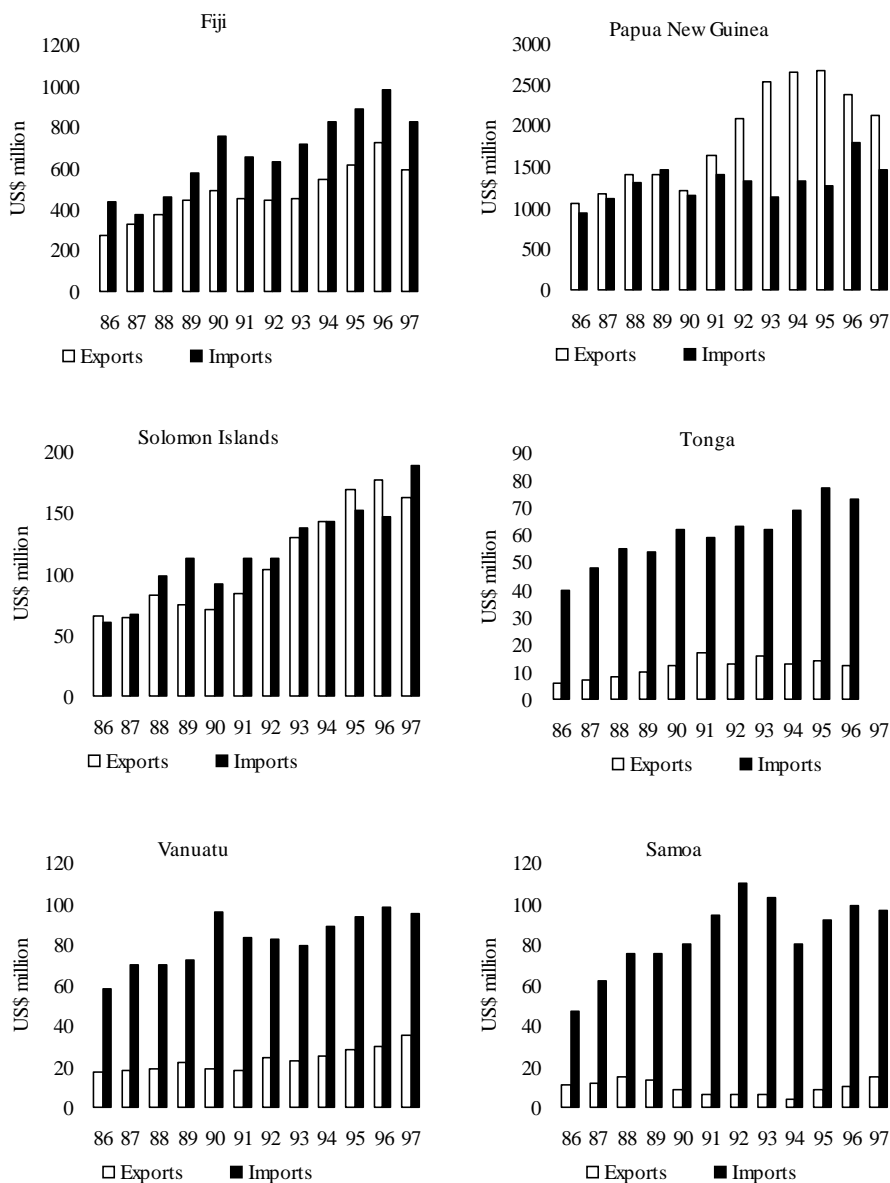 Fiji
1200
1000
800
600
400
200
0
US$ million
86 87 88 89 90 91 92 93 94 95 96 97
Exports Imports
Papua New Guinea
3000
2500
2000
1500
1000
500
0
US$ million
86 87 88 89 90 91 92 93 94 95 96 97
Exports Imports
Solomon Islands
200
150
100
50
0
US$ million
86 87 88 89 90 91 92 93 94 95 96 97
Exports Imports
Tonga
90
80
70
60
50
40
30
20
10
0
US$ million
86 87 88 89 90 91 92 93 94 95 96 97
Exports Imports
Vanuatu
120
100
80
60
40
20
0
US$ million
86 87 88 89 90 91 92 93 94 95 96 97
Exports Imports
Samoa
120
100
80
60
40
20
0
US$ million
86 87 88 89 90 91 92 93 94 95 96 97
Exports Imports